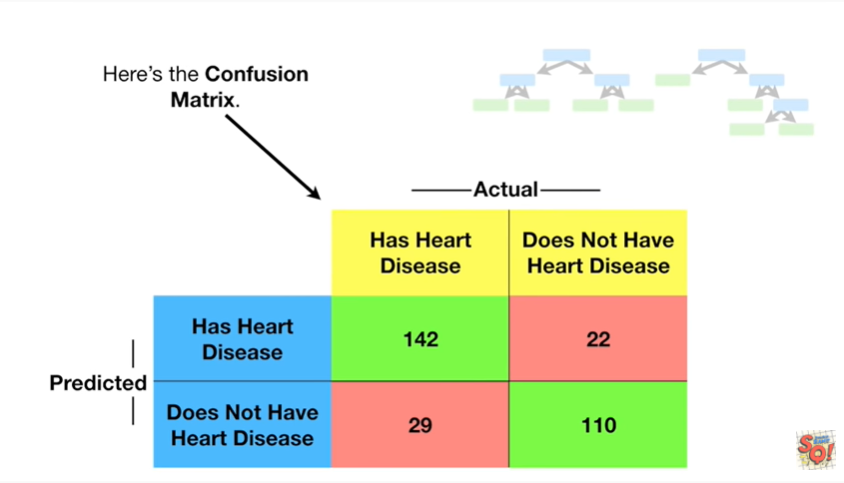 Here's the Confusion
Matrix.
Actual
Has Heart
Disease
Does Not Have
Heart Disease
Has Heart
Disease
142
22
Predicted
Does Not Have
Heart Disease
29
110